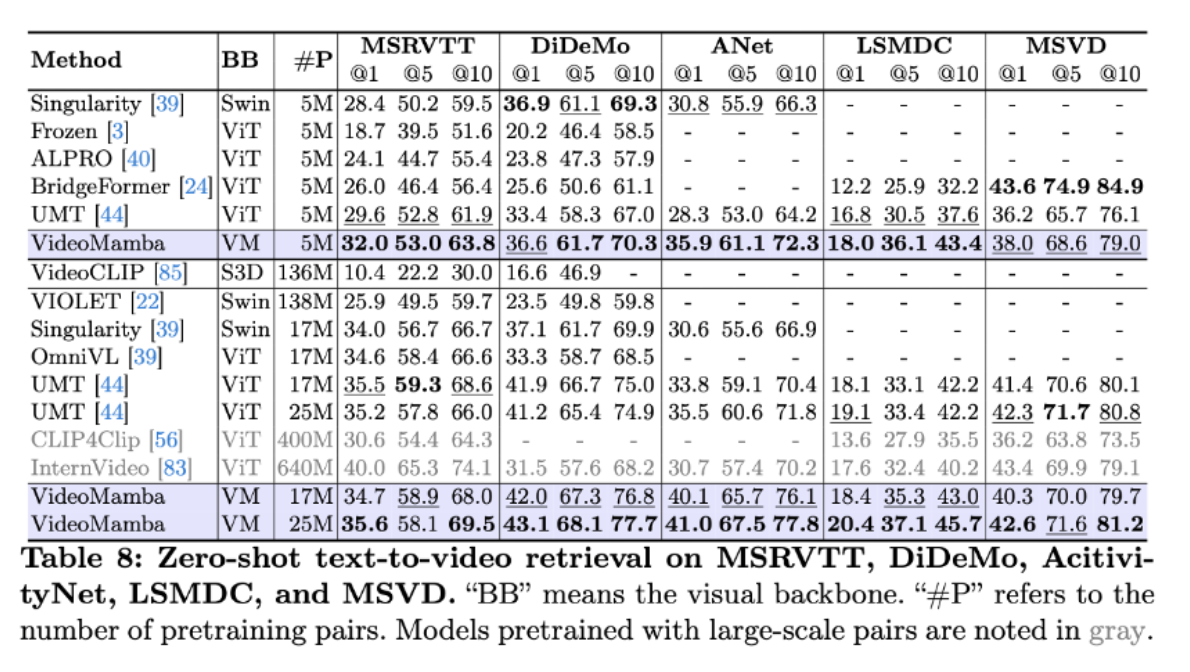 Method BB #P MSRVTT DiDeMo ANet LSMDC MSVD
@1 @5 @10 @1 @5 @10 @1 @5 @10 @1 @5 @10 @1 @5 @10
Singularity [39] Swin 5M 28.4 50.2 59.5 36.9 61.1 69.3 30.8 55.9 66.3 - - - - - -
Frozen [3] ViT 5M 18.7 39.5 51.6 20.2 46.4 58.5 - - - - - - - - -
ALPRO [40] ViT 5M 24.1 44.7 55.4 23.8 47.3 57.9 - - - - - - - - -
BridgeFormer [24] ViT 5M 26.0 46.4 56.4 25.6 50.6 61.1 - - - 12.2 25.9 32.2 43.6 74.9 84.9
UMT [44] ViT 5M 29.6 52.8 61.9 33.4 58.3 67.0 28.3 53.0 64.2 16.8 30.5 37.6 36.2 65.7 76.1
VideoMamba VM 5M 32.0 53.0 63.8 36.6 61.7 70.3 35.9 61.1 72.3 18.0 36.1 43.4 38.0 68.6 79.0
VideoCLIP [85] S3D 136M 10.4 22.2 30.0 16.6 46.9 - - - - - - - - - -
VIOLET [22] Swin 138M 25.9 49.5 59.7 23.5 49.8 59.8 - - - - - - - - -
Singularity [39] Swin 17M 34.0 56.7 66.7 37.1 61.7 69.9 30.6 55.6 66.9 - - - - - -
OmniVL [39] ViT 17M 34.6 58.4 66.6 33.3 58.7 68.5 - - - - - - - - -
UMT [44] ViT 17M 35.5 59.3 68.6 41.9 66.7 75.0 33.8 59.1 70.4 18.1 33.1 42.2 41.4 70.6 80.1
UMT [44] ViT 25M 35.2 57.8 66.0 41.2 65.4 74.9 35.5 60.6 71.8 19.1 33.4 42.2 42.3 71.7 80.8
CLIP4Clip [56] ViT 400M 30.6 54.4 64.3 - - - - - - 13.6 27.9 35.5 36.2 63.8 73.5
InternVideo [83] ViT 640M 40.0 65.3 74.1 31.5 57.6 68.2 30.7 57.4 70.2 17.6 32.4 40.2 43.4 69.9 79.1
VideoMamba VM 17M 34.7 58.9 68.0 42.0 67.3 76.8 40.1 65.7 76.1 18.4 35.3 43.0 40.3 70.0 79.7
VideoMamba VM 25M 35.6 58.1 69.5 43.1 68.1 77.7 41.0 67.5 77.8 20.4 37.1 45.7 42.6 71.6 81.2
Table 8: Zero-shot text-to-video retrieval on MSRVTT, DiDeMo, Acitivi-
tyNet, LSMDC, and MSVD. “BB” means the visual backbone. “#P” refers to the
number of pretraining pairs. Models pretrained with large-scale pairs are noted in gray.